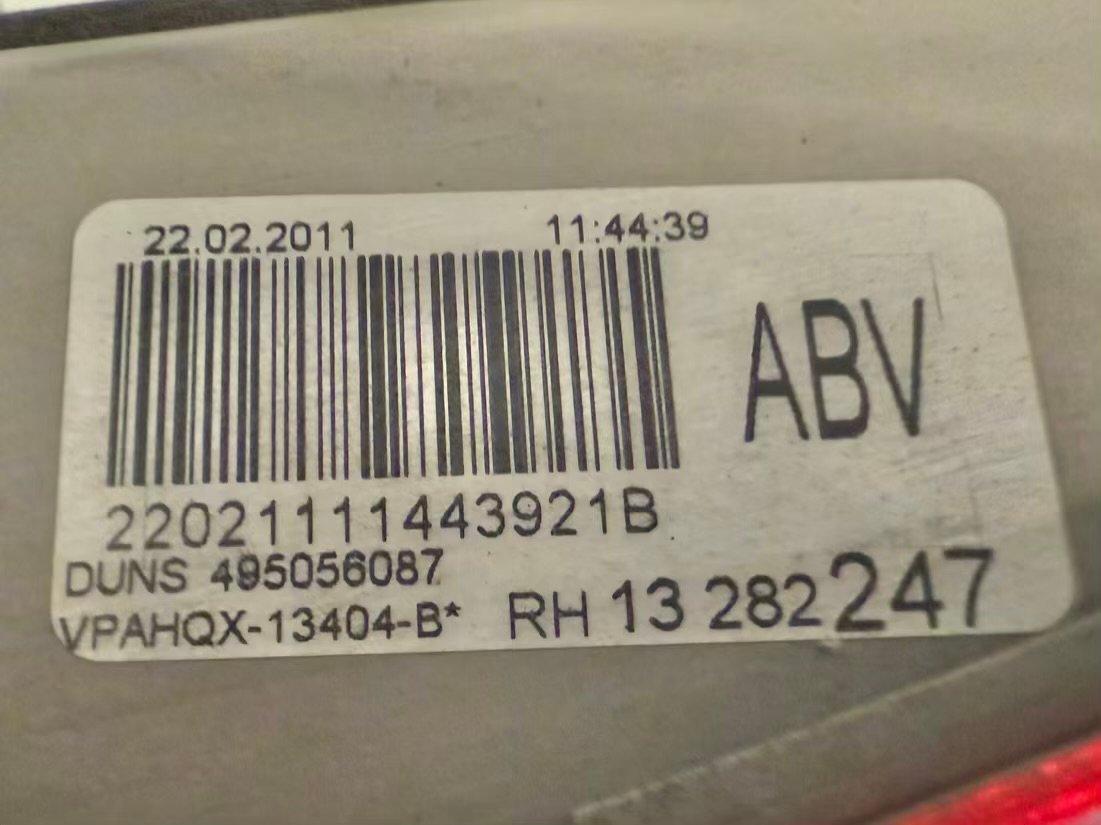 22.02.2011 11:44:39
ABV
22021111443921B
DUNS 495056087
VPAHQX-13404-B* RH 13 282 247